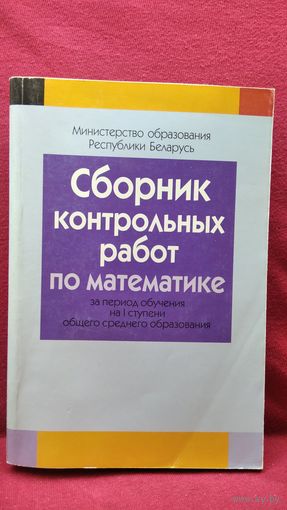 Министерство образования
Республики Беларусь
Сборник
контрольных
работ
по математике
за период обучения
на I ступени
общего среднего образования